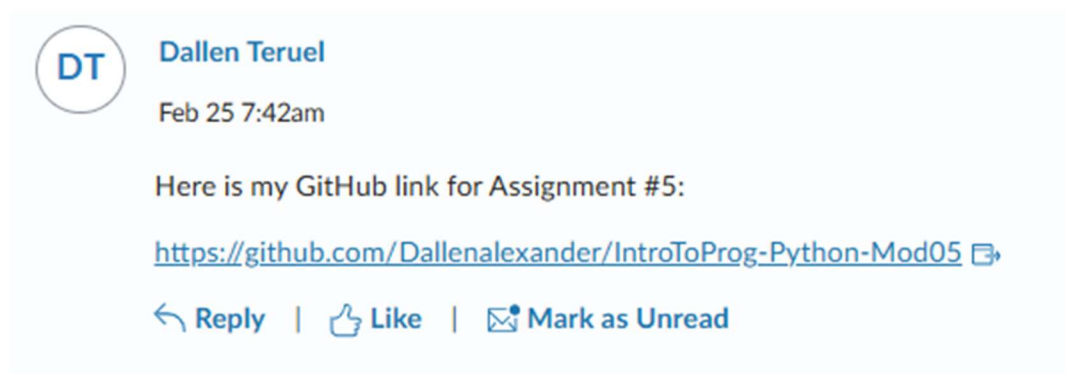 DT
Dallen Teruel
Feb 25 7:42am
Here is my GitHub link for Assignment #5:
https://github.com/Dallenalexander/IntroToProg-Python-Mod05
Reply | Like | Mark as Unread